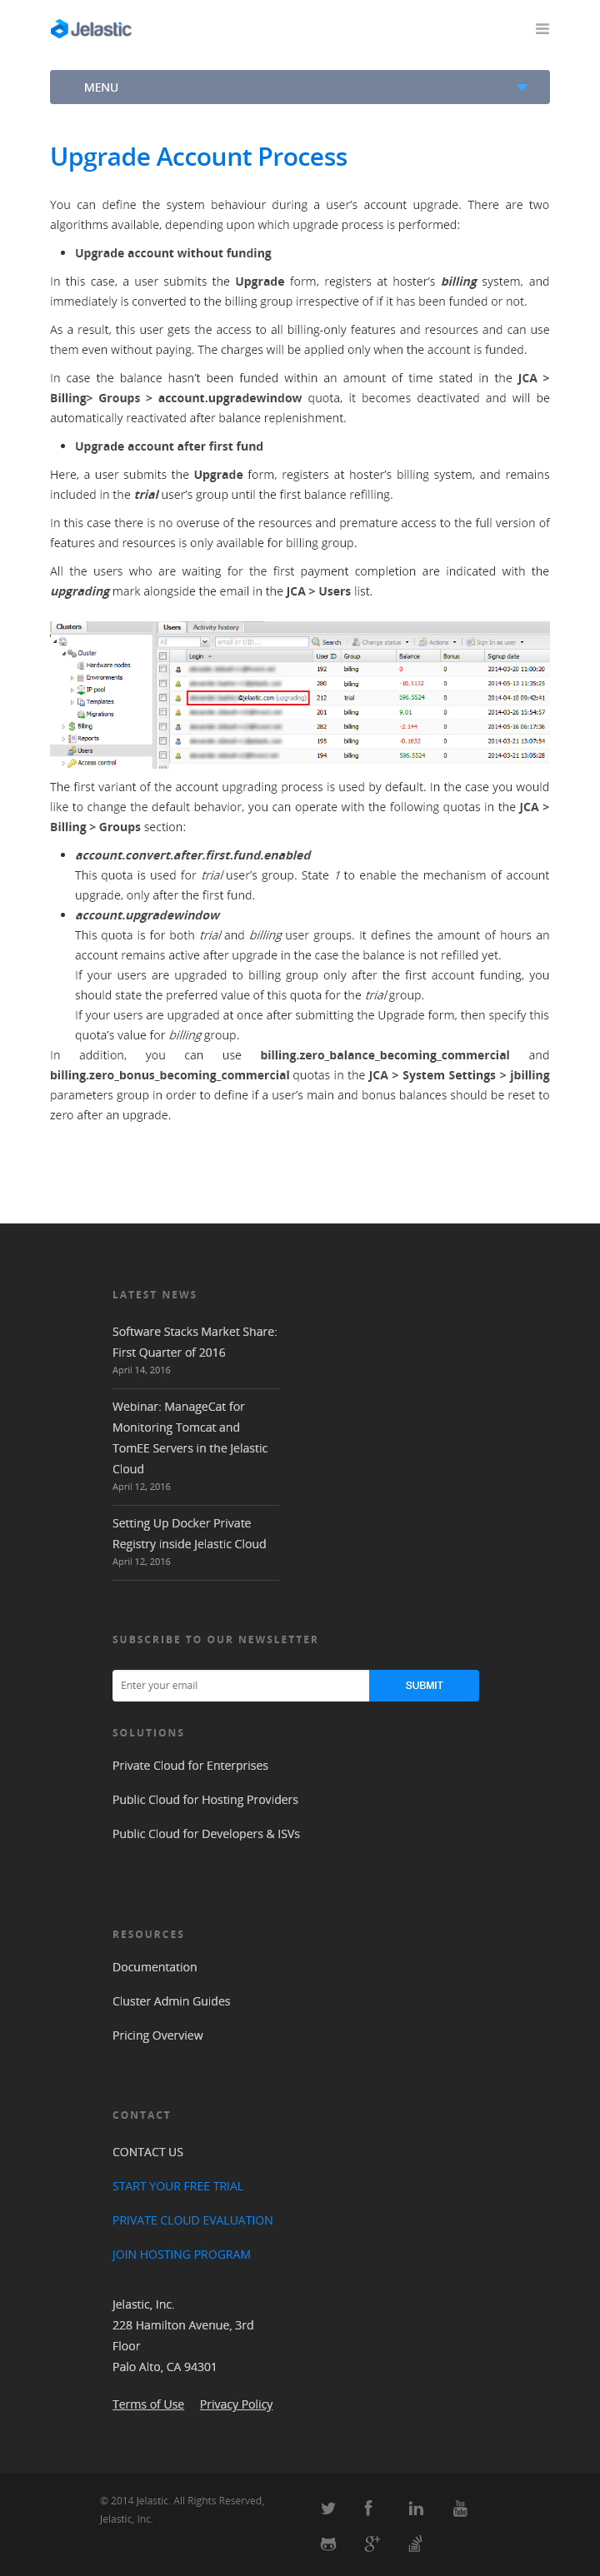 Jelastic
MENU
Upgrade Account Process
You can define the system behaviour during a user's account upgrade. There are two
algorithms available, depending upon which upgrade process is performed:
• Upgrade account without funding
In this case, a user submits the Upgrade form, registers at hoster's billing system, and
immediately is converted to the billing group irrespective of if it has been funded or not.
As a result, this user gets the access to all billing-only features and resources and can use
them even without paying. The charges will be applied only when the account is funded.
In case the balance hasn't been funded within an amount of time stated in the JCA >
Billing> Groups > account.upgradewindow quota, it becomes deactivated and will be
automatically reactivated after balance replenishment.
• Upgrade account after first fund
Here, a user submits the Upgrade form, registers at hoster's billing system, and remains
included in the trial user's group until the first balance refilling.
In this case there is no overuse of the resources and premature access to the full version of
features and resources is only available for billing group.
All the users who are waiting for the first payment completion are indicated with the
upgrading mark alongside the email in the JCA > Users list.
Clusters Users Activity history
All email or UID... Search Change status Actions Sign In as user
Cluster Login User ID Group Balance Bonus Signup date
Hardware nodes 192 billing 0 0 2014-03-20 11:00:20
Environments 280 billing -10.5132 0 2014-05-16 09:13:25
IP pool @jelastic.com (upgrading) 212 trial 596.5524 0 2014-04-10 09:42:41
Templates 201 billing 9.01 0 2014-03-26 15:54:57
Migrations
Billing 282 billing -2.144 0 2014-05-16 06:17:36
Reports 195 billing -0.1632 0 2014-03-21 13:07:54
Users
Access control 194 billing 596.5524 0 2014-03-21 10:53:28
The first variant of the account upgrading process is used by default. In the case you would
like to change the default behavior, you can operate with the following quotas in the JCA >
Billing > Groups section:
• account.convert.after.first.fund.enabled
This quota is used for trial user's group. State 1 to enable the mechanism of account
upgrade, only after the first fund.
• account.upgradewindow
This quota is for both trial and billing user groups. It defines the amount of hours an
account remains active after upgrade in the case the balance is not refilled yet.
If your users are upgraded to billing group only after the first account funding, you
should state the preferred value of this quota for the trial group.
If your users are upgraded at once after submitting the Upgrade form, then specify this
quota's value for billing group.
In addition, you can use billing.zero_balance_becoming_commercial and
billing.zero_bonus_becoming_commercial quotas in the JCA > System Settings > jbilling
parameters group in order to define if a user's main and bonus balances should be reset to
zero after an upgrade.
LATEST NEWS
Software Stacks Market Share:
First Quarter of 2016
April 14, 2016
Webinar: ManageCat for
Monitoring Tomcat and
TomEE Servers in the Jelastic
Cloud
April 12, 2016
Setting Up Docker Private
Registry inside Jelastic Cloud
April 12, 2016
SUBSCRIBE TO OUR NEWSLETTER
Enter your email SUBMIT
SOLUTIONS
Private Cloud for Enterprises
Public Cloud for Hosting Providers
Public Cloud for Developers & ISVs
RESOURCES
Documentation
Cluster Admin Guides
Pricing Overview
CONTACT
CONTACT US
START YOUR FREE TRIAL
PRIVATE CLOUD EVALUATION
JOIN HOSTING PROGRAM
Jelastic, Inc.
228 Hamilton Avenue, 3rd
Floor
Palo Alto, CA 94301
Terms of Use Privacy Policy
© 2014 Jelastic. All Rights Reserved,
Jelastic, Inc.
You Tube